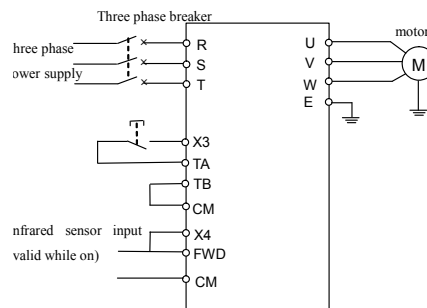 Three phase breaker
hree phase
ower supply
R
S
T
U
V
W
E
motor
M
X3
TA
TB
CM
nfrared sensor input
valid while on)
X4
FWD
CM